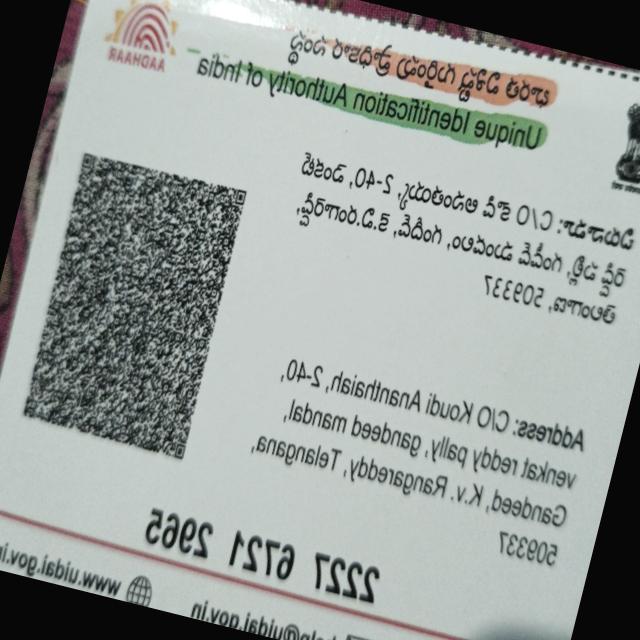 AADHAAR
భారత విశిష్ట గుర్తింపు ప్రాధికార సంస్థ
Unique Identification Authority of India
చిరునామా: C/O కౌడి అనంతయ్య, 2-40, వెంకట్
రెడ్డి పల్లి, గండీడ్ మండలం, గండీడ్, కె.వి.రంగారెడ్డి,
తెలంగాణ, 509337
Address: C/O Koudi Ananthaiah, 2-40,
venkat reddy pally, gandeed mandal,
Gandeed, K.v. Rangareddy, Telangana,
509337
2227 6721 2965
help@uidai.gov.in
www.uidai.gov.in